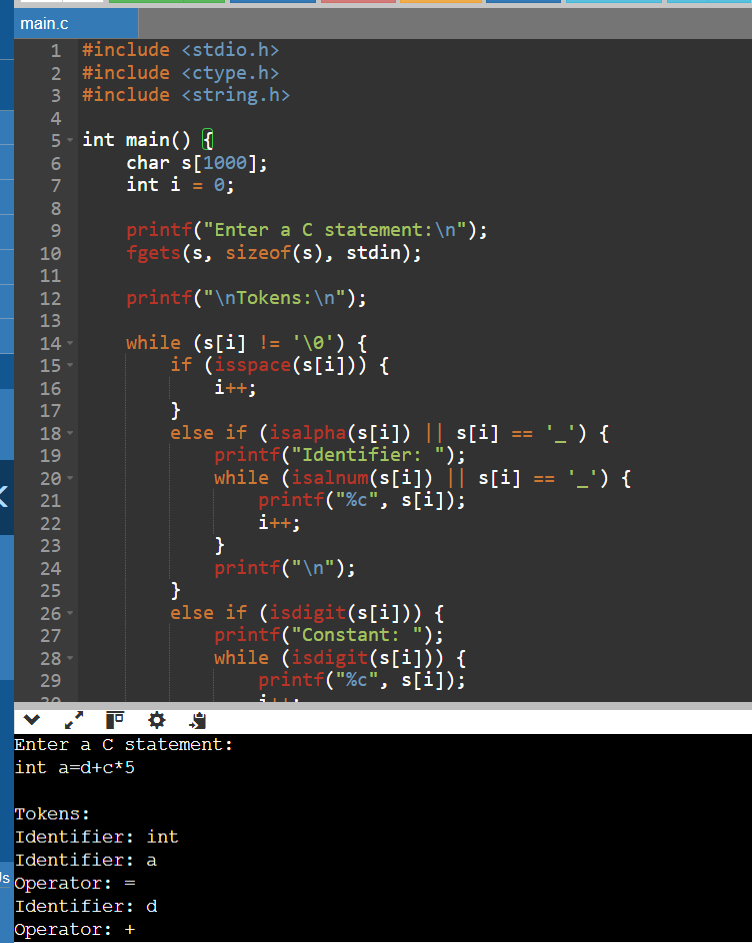 main.c
1 #include <stdio.h>
2 #include <ctype.h>
3 #include <string.h>
4
5 int main() {
6     char s[1000];
7     int i = 0;
8
9     printf("Enter a C statement:\n");
10     fgets(s, sizeof(s), stdin);
11
12     printf("\nTokens:\n");
13
14     while (s[i] != '\0') {
15         if (isspace(s[i])) {
16             i++;
17         }
18         else if (isalpha(s[i]) || s[i] == '_') {
19             printf("Identifier: ");
20             while (isalnum(s[i]) || s[i] == '_') {
21                 printf("%c", s[i]);
22                 i++;
23             }
24             printf("\n");
25         }
26         else if (isdigit(s[i])) {
27             printf("Constant: ");
28             while (isdigit(s[i])) {
29                 printf("%c", s[i]);
Enter a C statement:
int a=d+c*5

Tokens:
Identifier: int
Identifier: a
Operator: =
Identifier: d
Operator: +